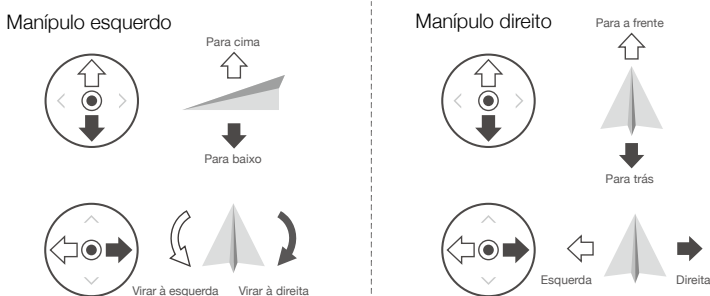 Manípulo esquerdo
Para cima
Para baixo
Virar à esquerda
Virar à direita
Manípulo direito
Para a frente
Para trás
Esquerda
Direita